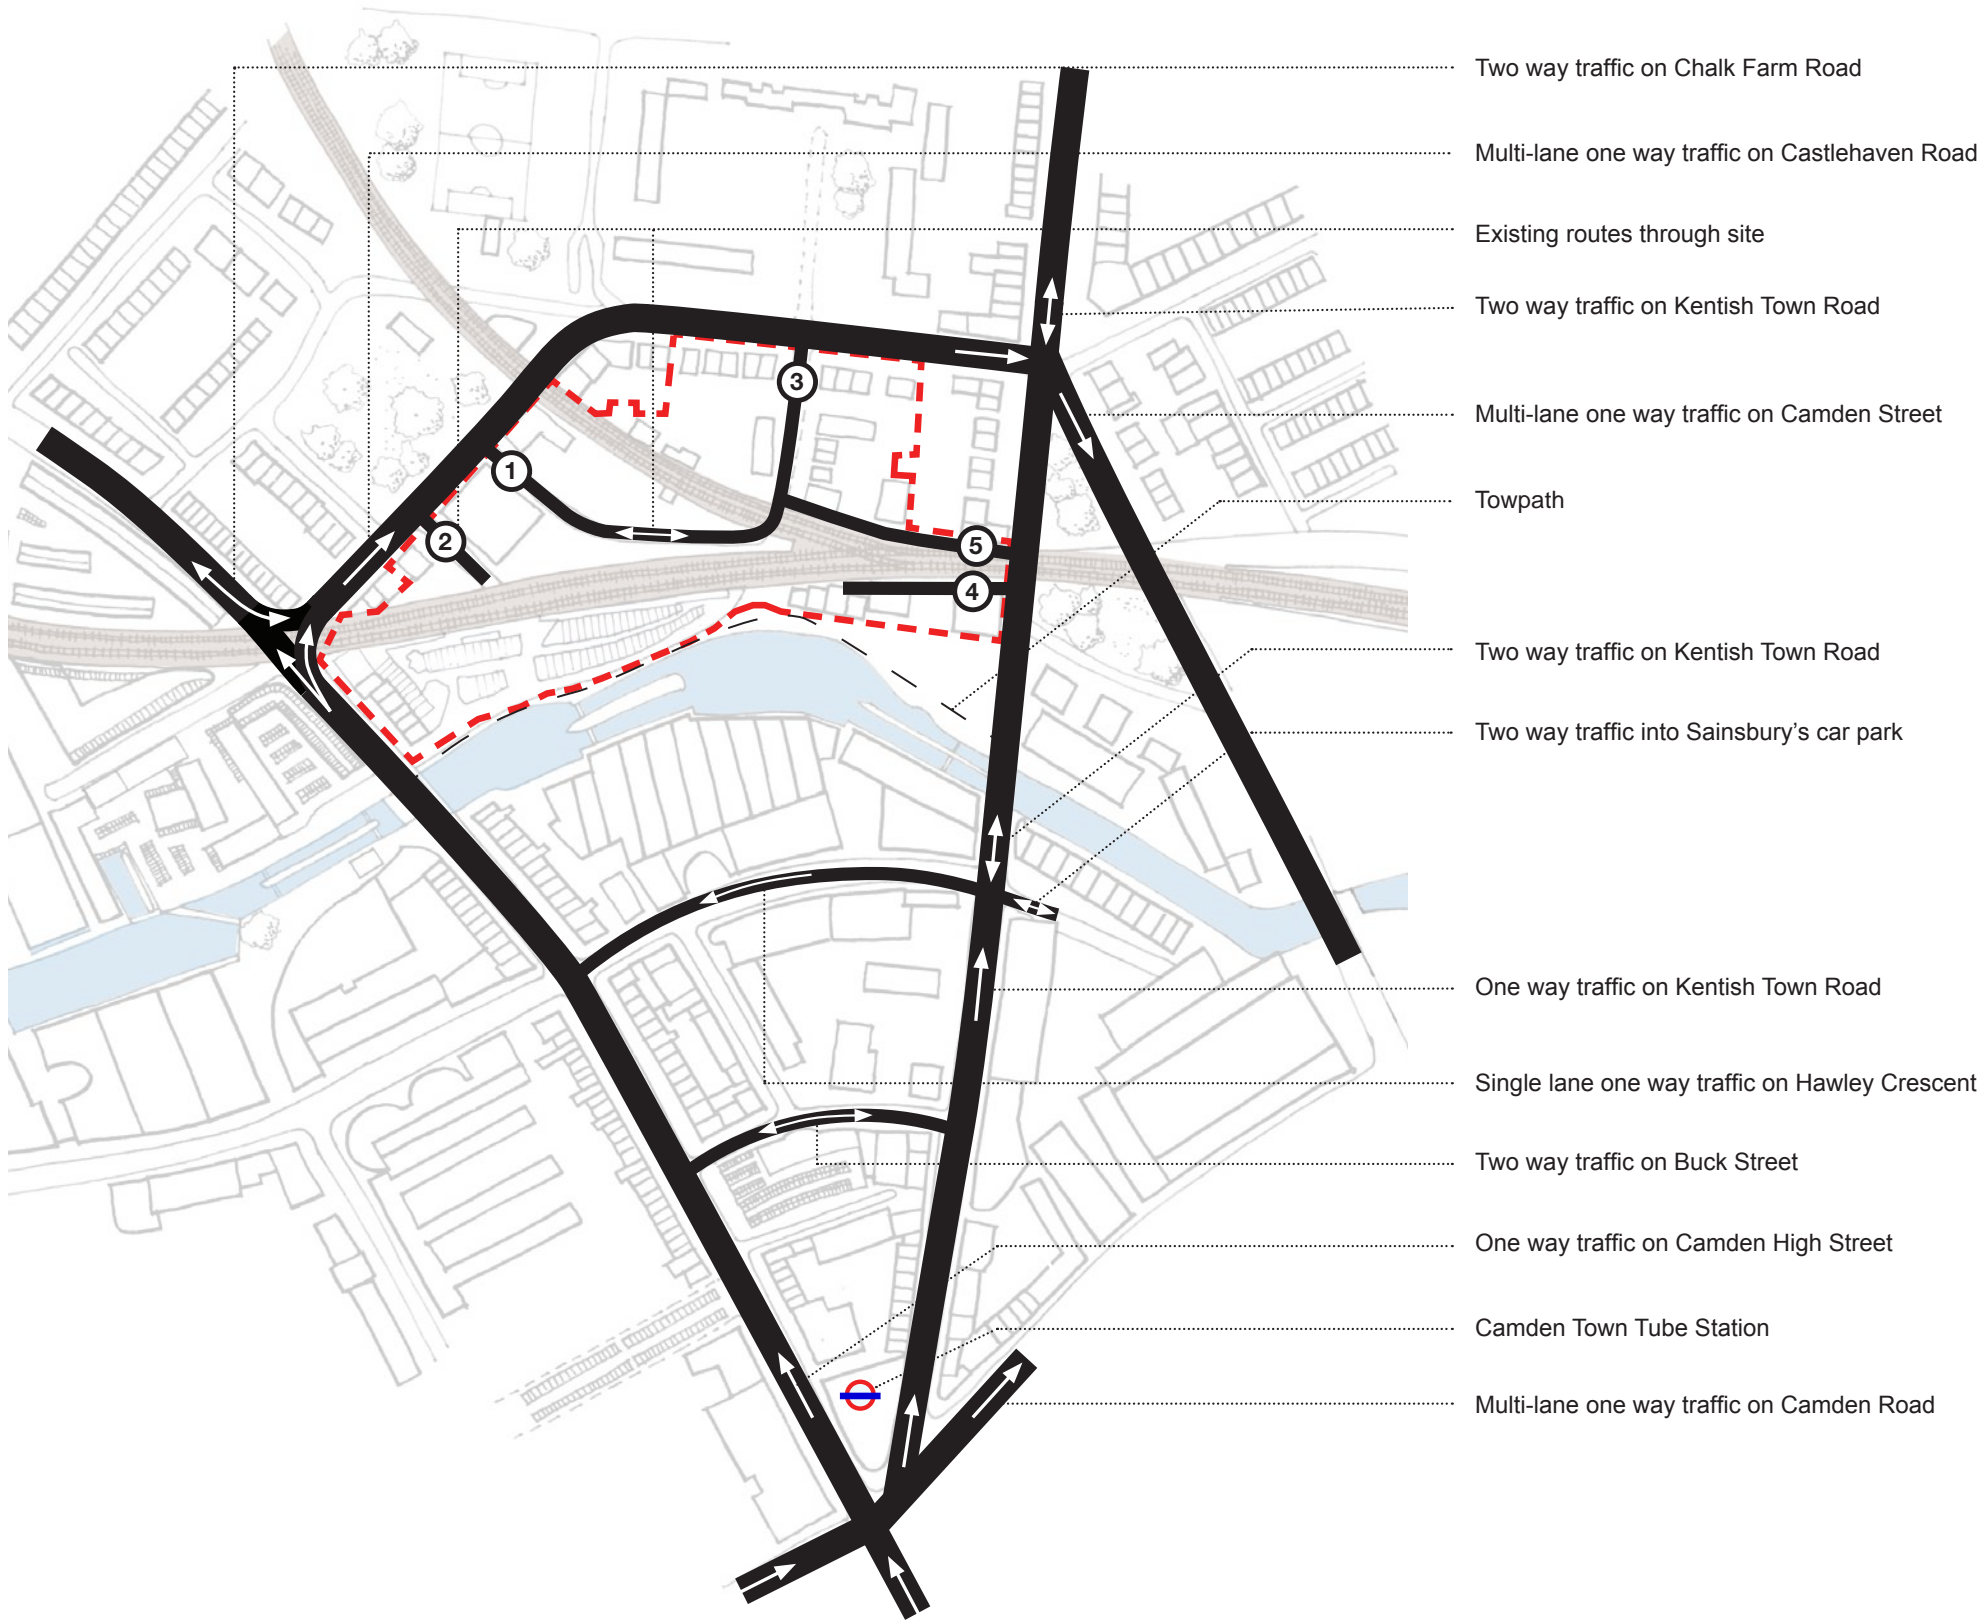 Two way traffic on Chalk Farm Road
Multi-lane one way traffic on Castlehaven Road
Existing routes through site
Two way traffic on Kentish Town Road
Multi-lane one way traffic on Camden Street
Towpath
Two way traffic on Kentish Town Road
Two way traffic into Sainsbury’s car park
One way traffic on Kentish Town Road
Single lane one way traffic on Hawley Crescent
Two way traffic on Buck Street
One way traffic on Camden High Street
Camden Town Tube Station
Multi-lane one way traffic on Camden Road
3
1
2
5
4